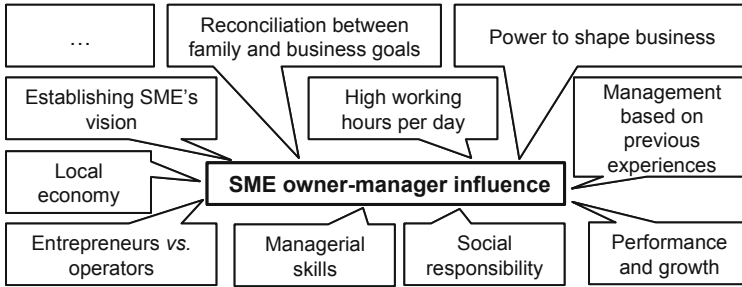 …
Reconciliation between
family and business goals
Power to shape business
Establishing SME's
vision
High working
hours per day
Management
based on
previous
experiences
Local
economy
SME owner-manager influence
Entrepreneurs vs.
operators
Managerial
skills
Social
responsibility
Performance
and growth